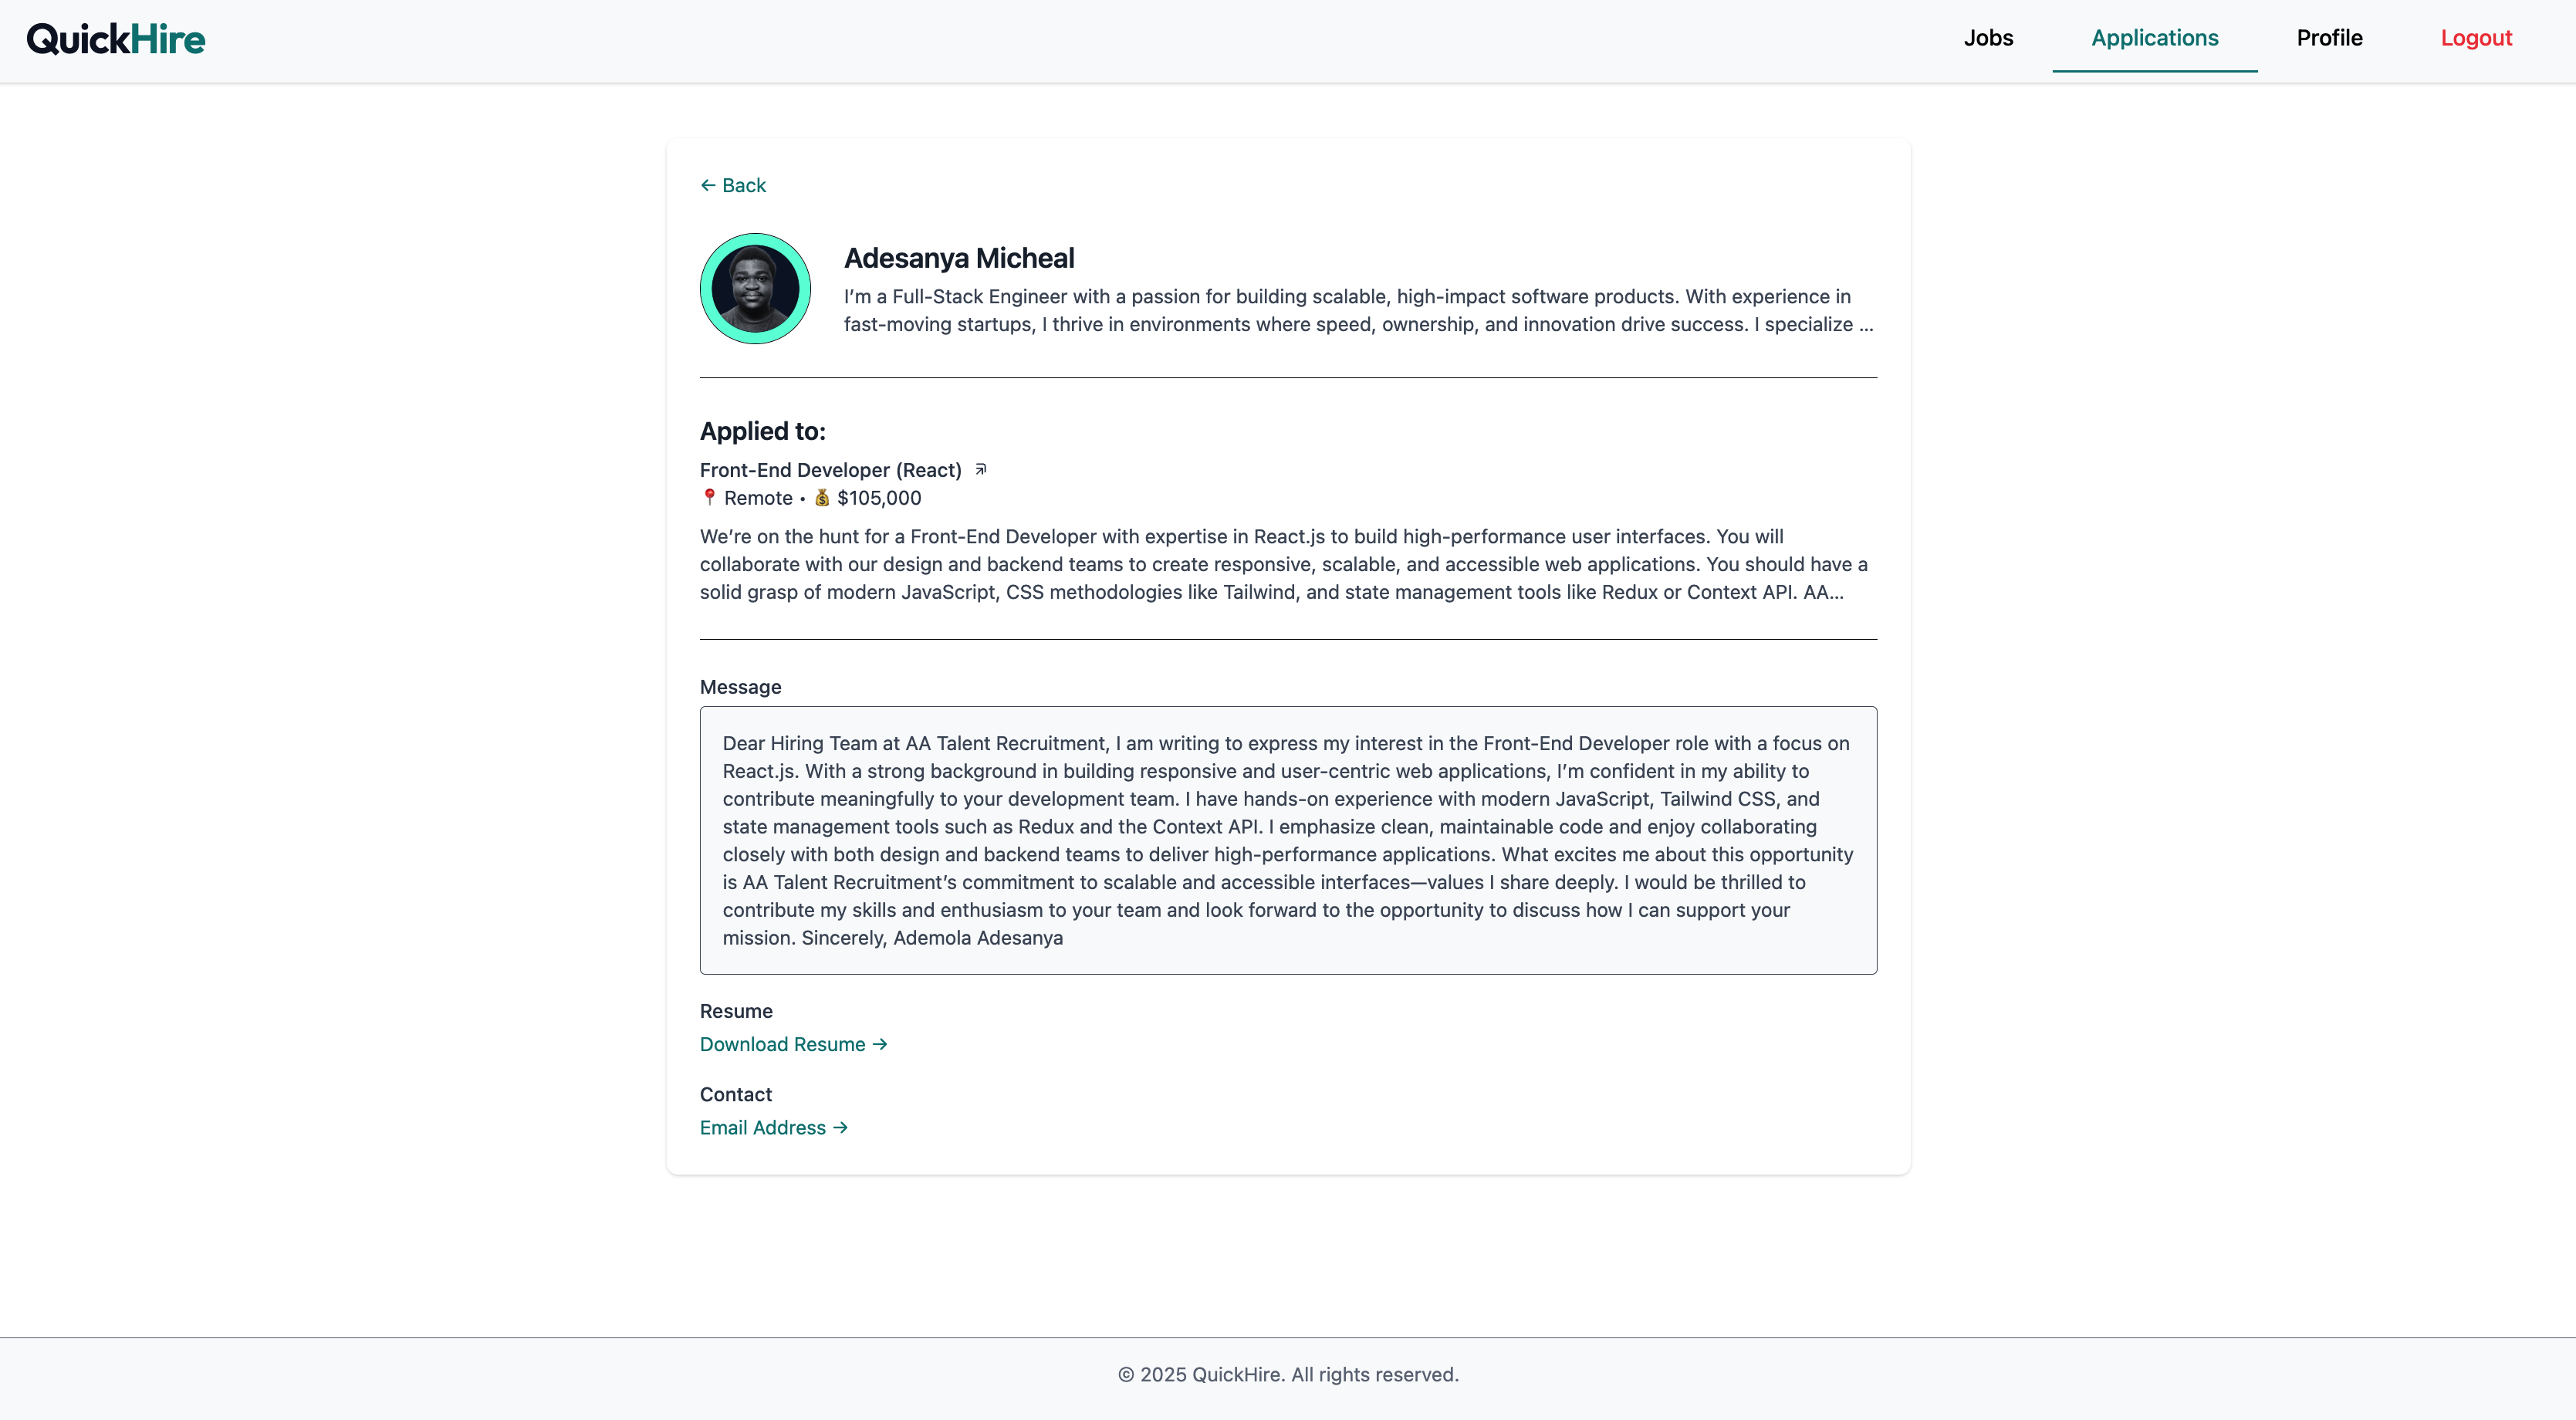 QuickHire
Jobs
Applications
Profile
Logout
← Back
Adesanya Micheal
I’m a Full-Stack Engineer with a passion for building scalable, high-impact software products. With experience in
fast-moving startups, I thrive in environments where speed, ownership, and innovation drive success. I specialize ...
Applied to:
Front-End Developer (React)
📍 Remote • 💰 $105,000
We’re on the hunt for a Front-End Developer with expertise in React.js to build high-performance user interfaces. You will
collaborate with our design and backend teams to create responsive, scalable, and accessible web applications. You should have a
solid grasp of modern JavaScript, CSS methodologies like Tailwind, and state management tools like Redux or Context API. AA...
Message
Dear Hiring Team at AA Talent Recruitment, I am writing to express my interest in the Front-End Developer role with a focus on
React.js. With a strong background in building responsive and user-centric web applications, I’m confident in my ability to
contribute meaningfully to your development team. I have hands-on experience with modern JavaScript, Tailwind CSS, and
state management tools such as Redux and the Context API. I emphasize clean, maintainable code and enjoy collaborating
closely with both design and backend teams to deliver high-performance applications. What excites me about this opportunity
is AA Talent Recruitment’s commitment to scalable and accessible interfaces—values I share deeply. I would be thrilled to
contribute my skills and enthusiasm to your team and look forward to the opportunity to discuss how I can support your
mission. Sincerely, Ademola Adesanya
Resume
Download Resume →
Contact
Email Address →
© 2025 QuickHire. All rights reserved.